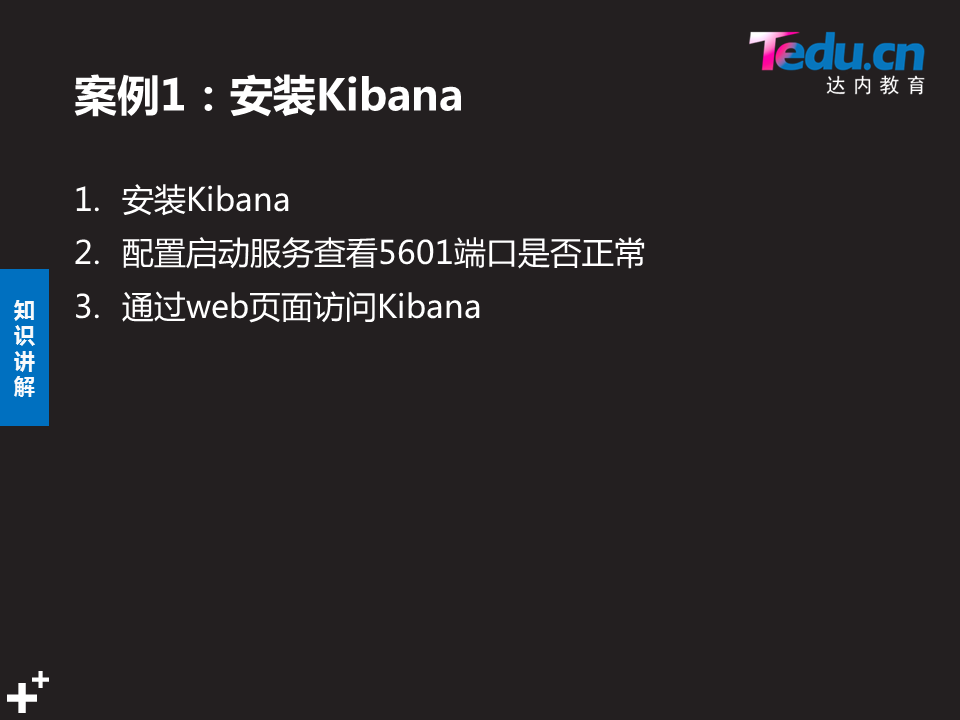 Tedu.cn
达内教育
案例1：安装Kibana
1. 安装Kibana
2. 配置启动服务查看5601端口是否正常
3. 通过web页面访问Kibana
知
识
讲
解